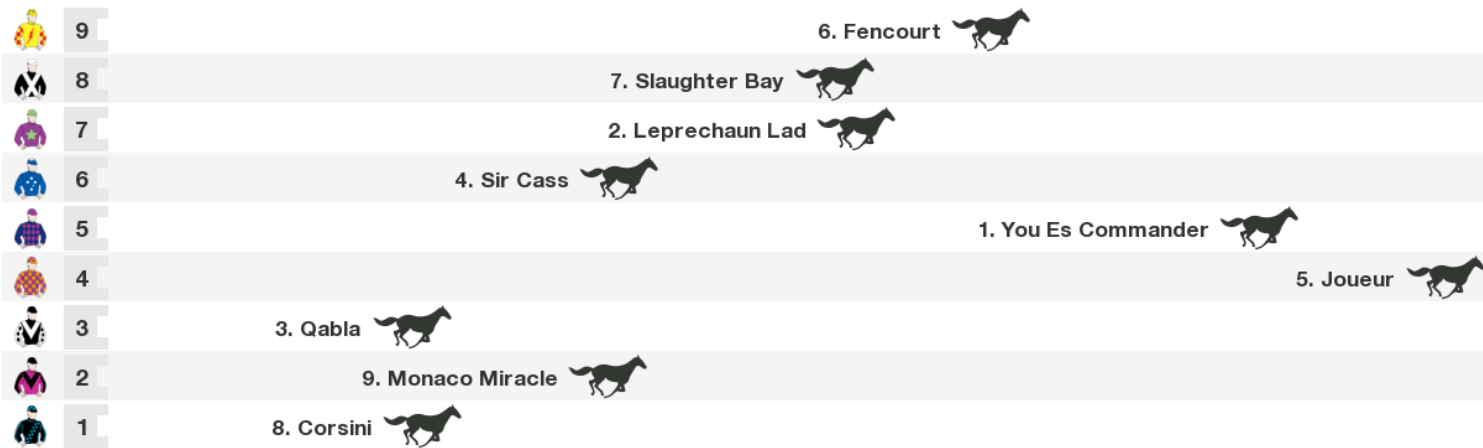 9 6. Fencourt
8 7. Slaughter Bay
7 2. Leprechaun Lad
6 4. Sir Cass
5 1. You Es Commander
4 5. Joueur
3 3. Qabla
2 9. Monaco Miracle
1 8. Corsini